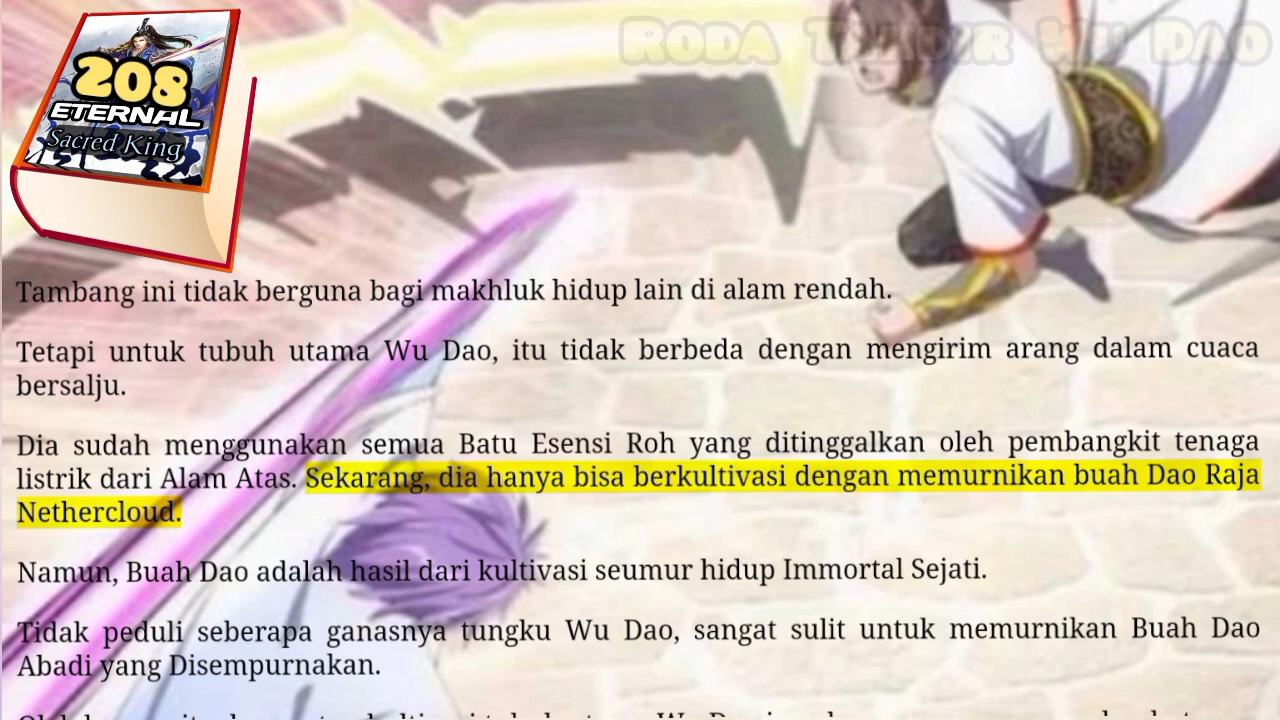 Roda Takdir Wu Dao
208
ETERNAL
Sacred King
Tambang ini tidak berguna bagi makhluk hidup lain di alam rendah.
Tetapi untuk tubuh utama Wu Dao, itu tidak berbeda dengan mengirim arang dalam cuaca
bersalju.
Dia sudah menggunakan semua Batu Esensi Roh yang ditinggalkan oleh pembangkit tenaga
listrik dari Alam Atas. Sekarang, dia hanya bisa berkultivasi dengan memurnikan buah Dao Raja
Nethercloud.
Namun, Buah Dao adalah hasil dari kultivasi seumur hidup Immortal Sejati.
Tidak peduli seberapa ganasnya tungku Wu Dao, sangat sulit untuk memurnikan Buah Dao
Abadi yang Disempurnakan.